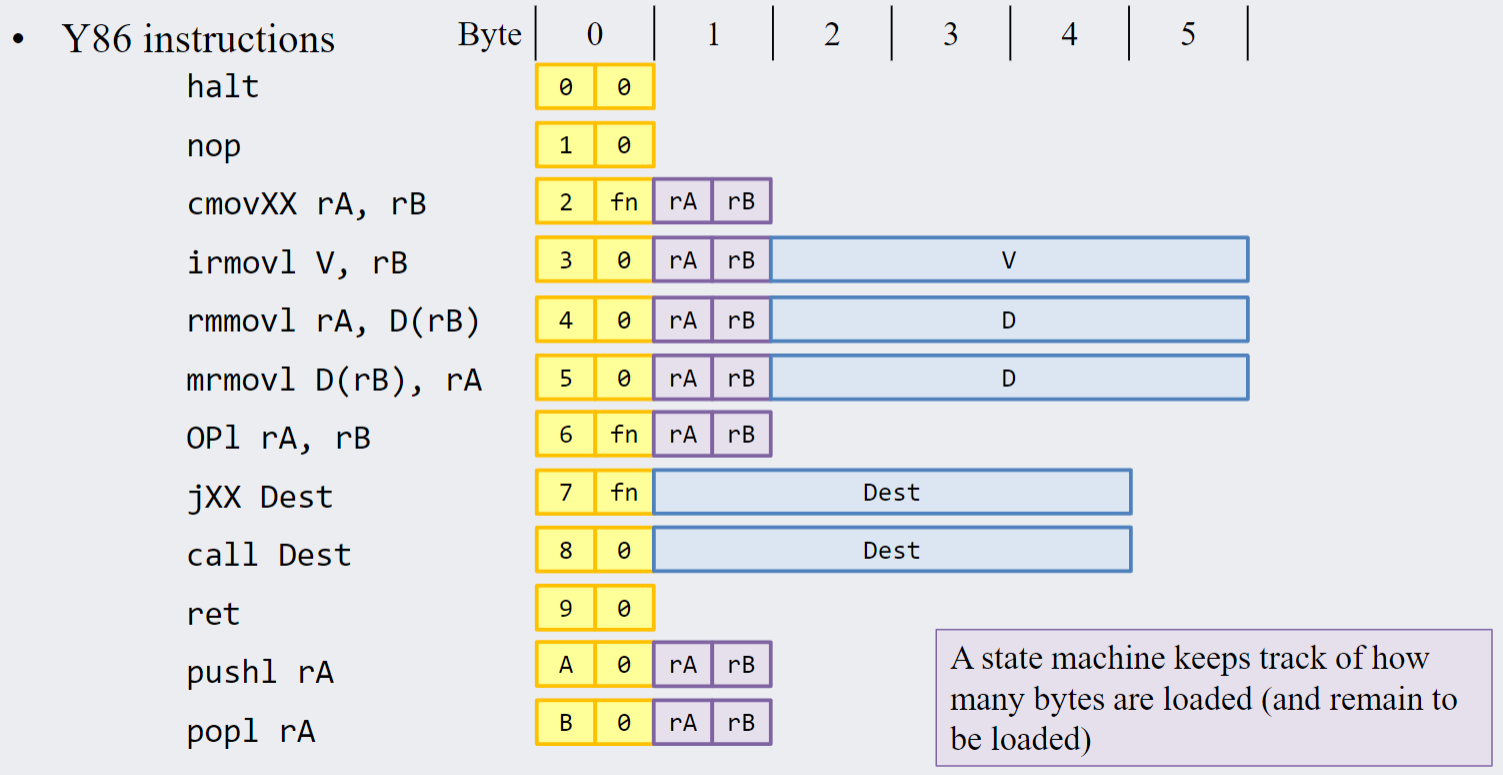 • Y86 instructions Byte 0 1 2 3 4 5
halt 0 0
nop 1 0
cmovXX rA, rB 2 fn rA rB
irmovl V, rB 3 0 rA rB V
rmmovl rA, D(rB) 4 0 rA rB D
mrmovl D(rB), rA 5 0 rA rB D
OPl rA, rB 6 fn rA rB
jXX Dest 7 fn Dest
call Dest 8 0 Dest
ret 9 0
pushl rA A 0 rA rB
popl rA B 0 rA rB
A state machine keeps track of how
many bytes are loaded (and remain to
be loaded)